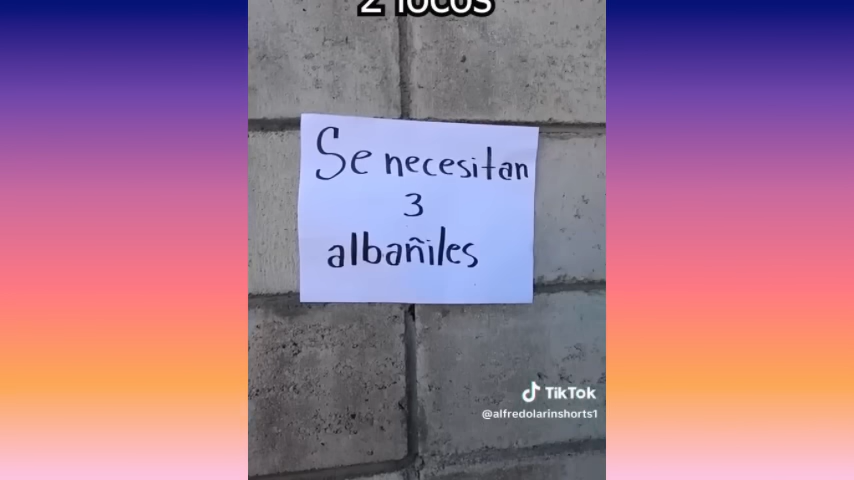 2 locos
Se necesitan
3
albañiles
TikTok
@alfredolarinshorts1